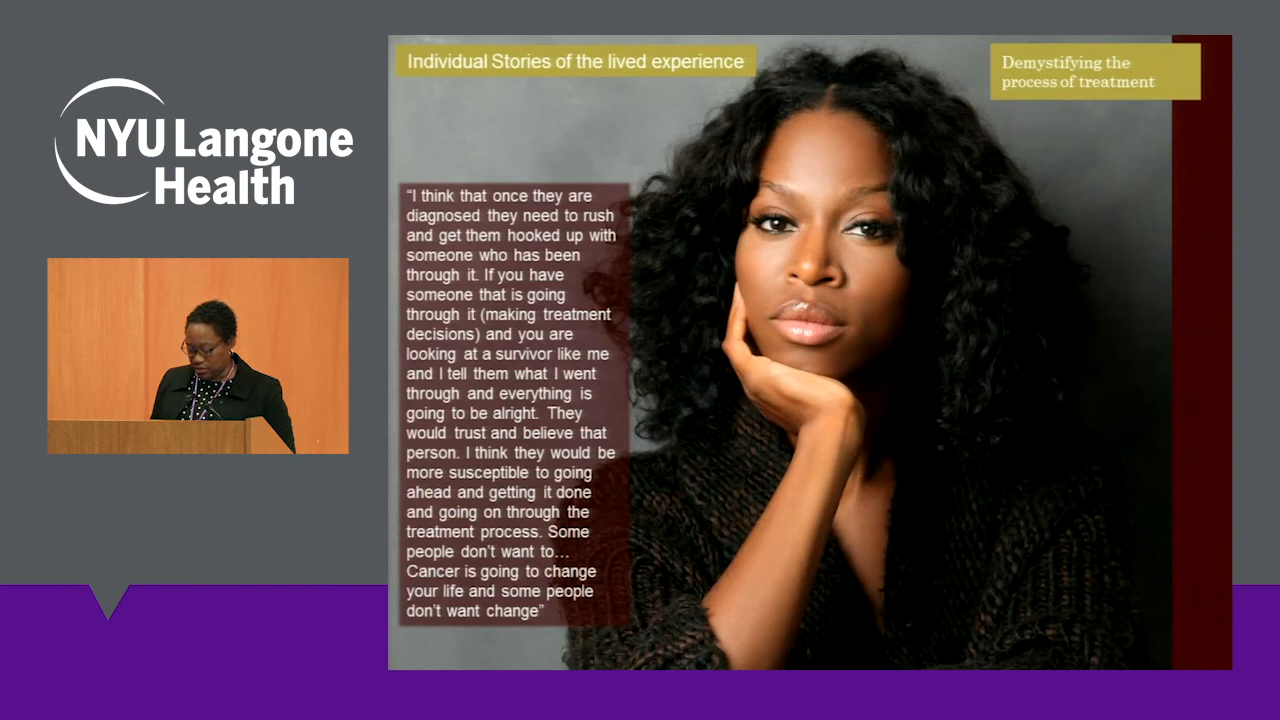 NYU Langone
Health
Individual Stories of the lived experience
Demystifying the
process of treatment
“I think that once they are
diagnosed they need to rush
and get them hooked up with
someone who has been
through it. If you have
someone that is going
through it (making treatment
decisions) and you are
looking at a survivor like me
and I tell them what I went
through and everything is
going to be alright. They
would trust and believe that
person. I think they would be
more susceptible to going
ahead and getting it done
and going on through the
treatment process. Some
people don’t want to…
Cancer is going to change
your life and some people
don’t want change”